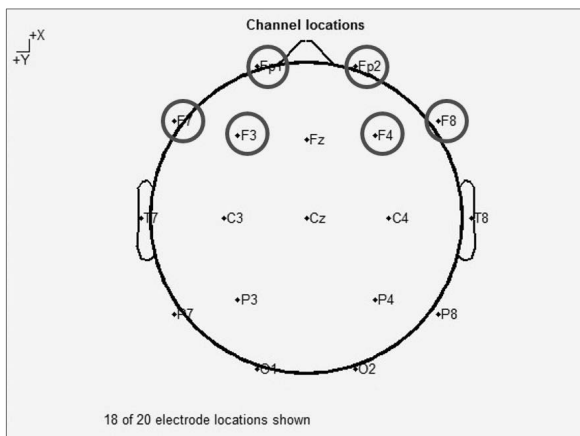 Channel locations
+X
+Y
Fp1 Fp2
F7 F3 Fz F4 F8
T7 C3 Cz C4 T8
P7 P3 P4 P8
O1 O2
18 of 20 electrode locations shown